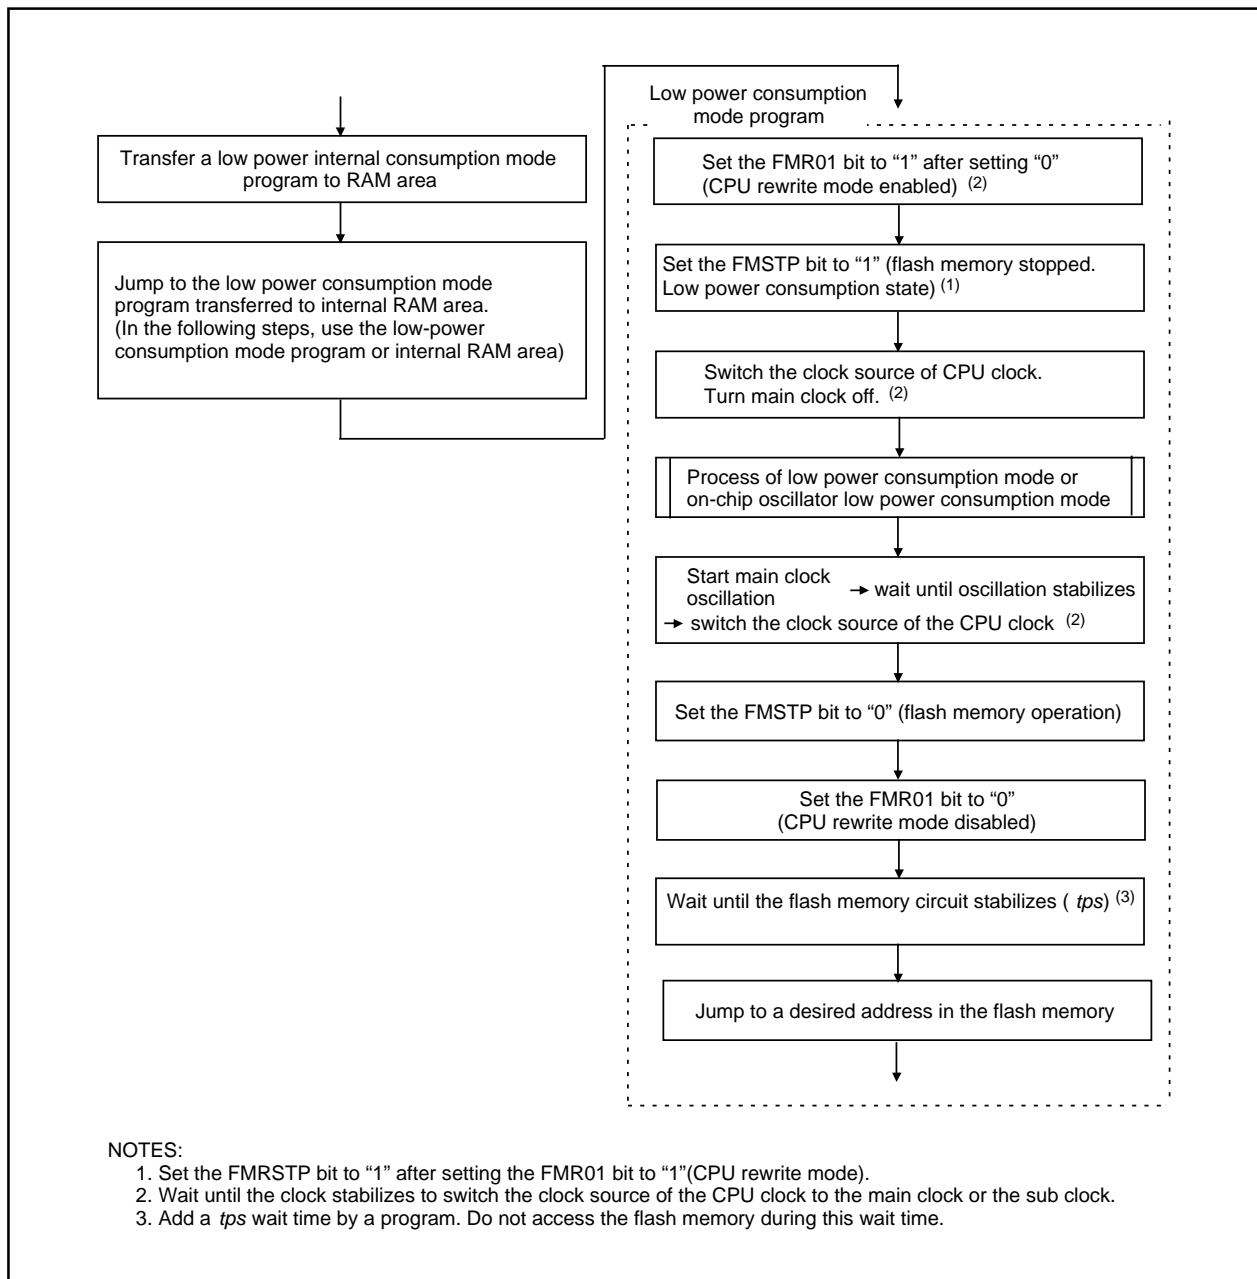 Transfer a low power internal consumption mode
program to RAM area
Jump to the low power consumption mode
program transferred to internal RAM area.
(In the following steps, use the low-power
consumption mode program or internal RAM area)
Low power consumption
mode program
Set the FMR01 bit to “1” after setting “0”
(CPU rewrite mode enabled) (2)
Set the FMSTP bit to “1” (flash memory stopped.
Low power consumption state) (1)
Switch the clock source of CPU clock.
Turn main clock off. (2)
Process of low power consumption mode or
on-chip oscillator low power consumption mode
Start main clock
oscillation → wait until oscillation stabilizes
→ switch the clock source of the CPU clock (2)
Set the FMSTP bit to “0” (flash memory operation)
Set the FMR01 bit to “0”
(CPU rewrite mode disabled)
Wait until the flash memory circuit stabilizes ( tps) (3)
Jump to a desired address in the flash memory
NOTES:
1. Set the FMRSTP bit to “1” after setting the FMR01 bit to “1”(CPU rewrite mode).
2. Wait until the clock stabilizes to switch the clock source of the CPU clock to the main clock or the sub clock.
3. Add a tps wait time by a program. Do not access the flash memory during this wait time.